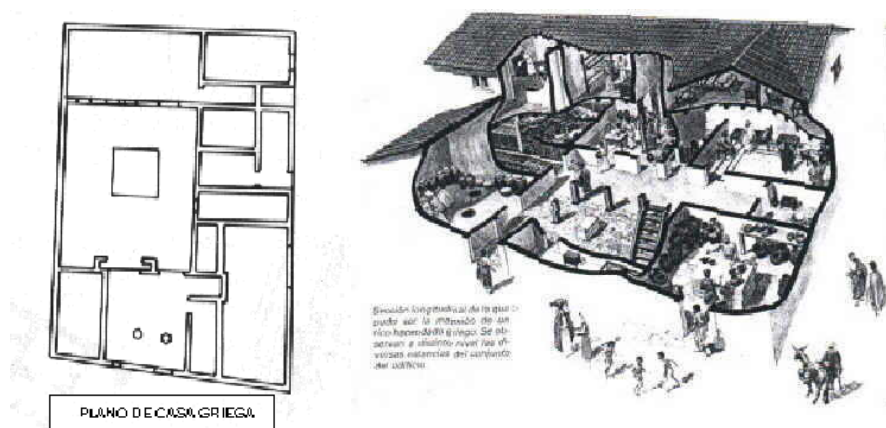 Sección longitudinal de lo que
pudo ser la mansión de un
rico hacendado griego. Se ob-
servan a distinto nivel las di-
versas estancias del conjunto
del edificio.
PLANO DE CASA GRIEGA